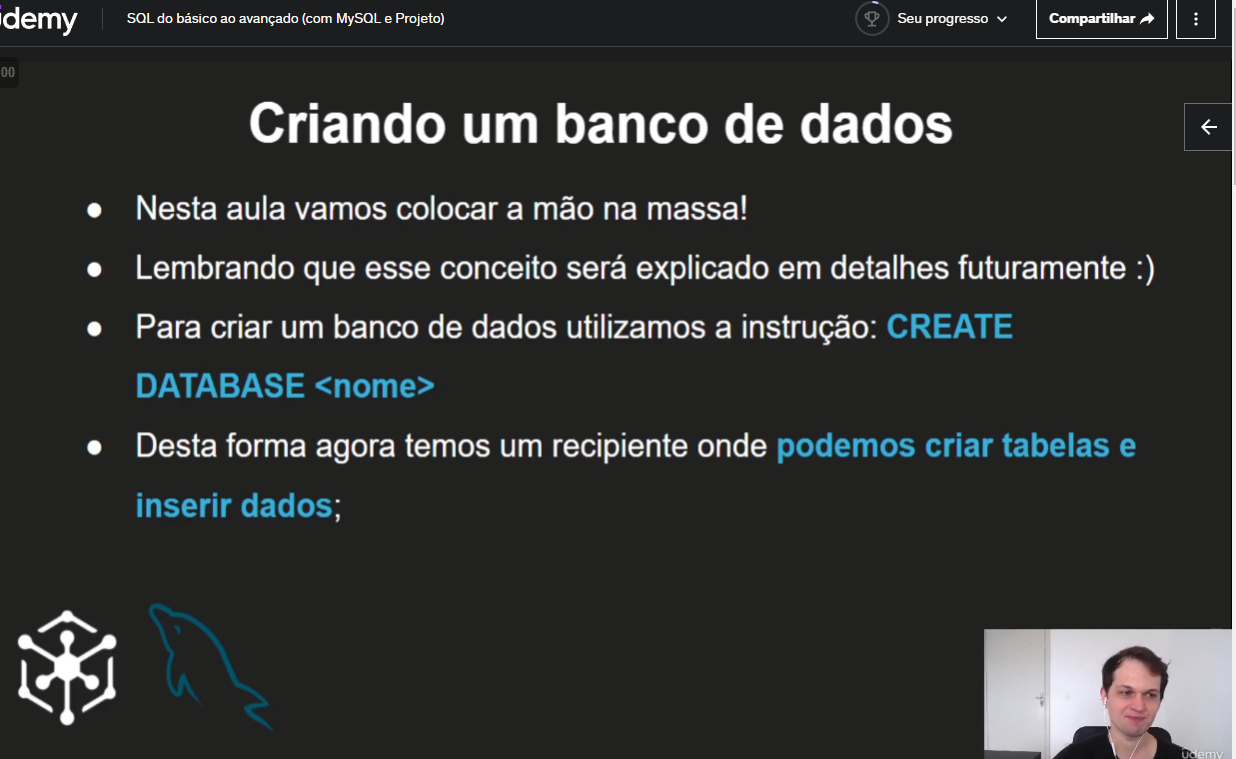 udemy
SQL do básico ao avançado (com MySQL e Projeto)
Seu progresso
Compartilhar
00
Criando um banco de dados
● Nesta aula vamos colocar a mão na massa!
● Lembrando que esse conceito será explicado em detalhes futuramente :)
● Para criar um banco de dados utilizamos a instrução: CREATE
DATABASE <nome>
● Desta forma agora temos um recipiente onde podemos criar tabelas e
inserir dados;
udemy